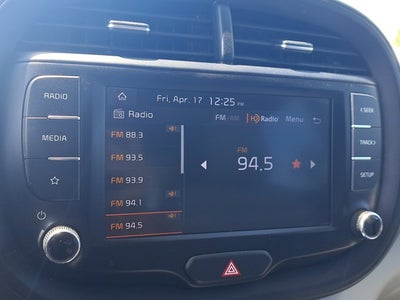 RADIO
MEDIA
Fri, Apr. 17 12:25 PM
Radio
FM/AM HD Radio Menu
FM 88.3
FM 93.5
FM 93.9
FM 94.1
FM 94.5
FM
94.5
< SEEK
TRACK >
SETUP